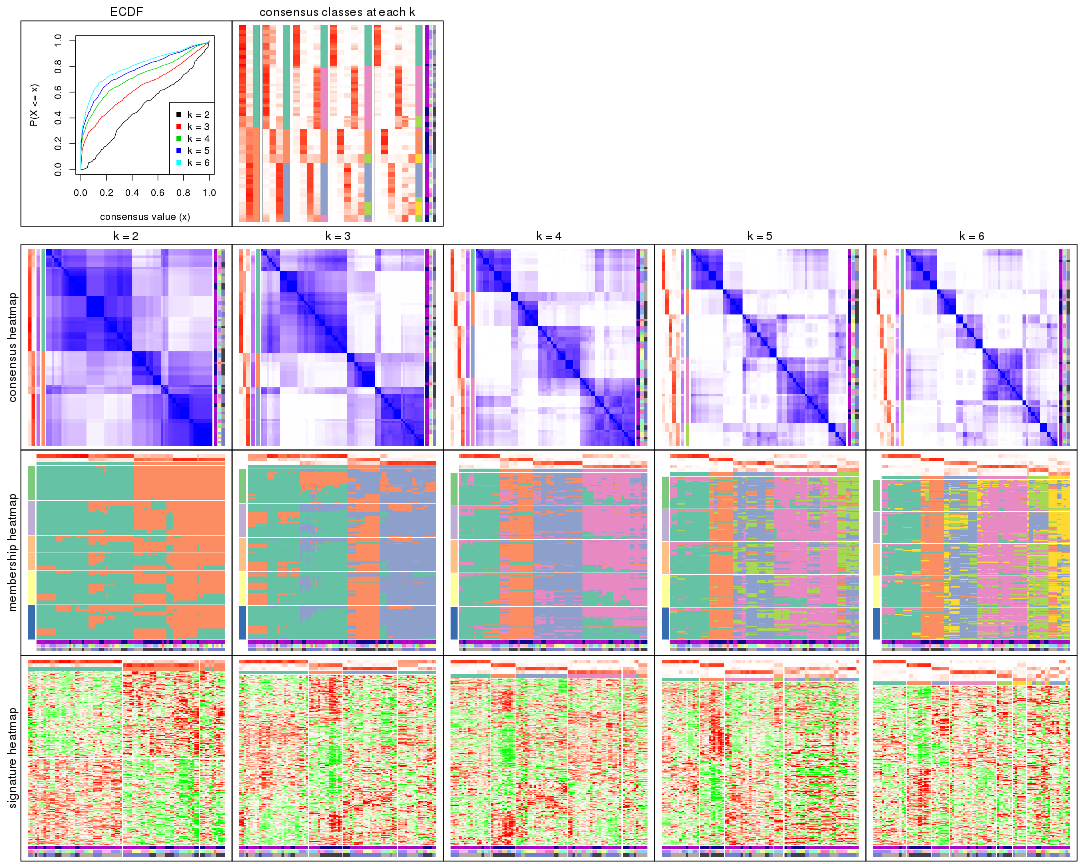 ECDF
consensus classes at each k
P(X <= x)
0.0 0.2 0.4 0.6 0.8 1.0
k = 2
k = 3
k = 4
k = 5
k = 6
0.0 0.2 0.4 0.6 0.8 1.0
consensus value (x)
k = 2
k = 3
k = 4
k = 5
k = 6
consensus heatmap
membership heatmap
signature heatmap